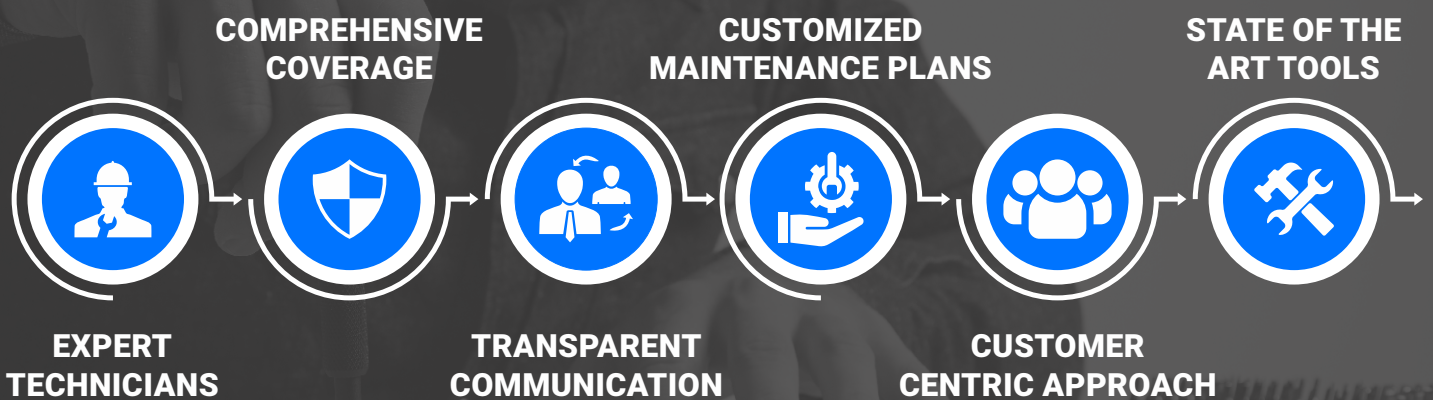 COMPREHENSIVE
COVERAGE
CUSTOMIZED
MAINTENANCE PLANS
STATE OF THE
ART TOOLS
EXPERT
TECHNICIANS
TRANSPARENT
COMMUNICATION
CUSTOMER
CENTRIC APPROACH